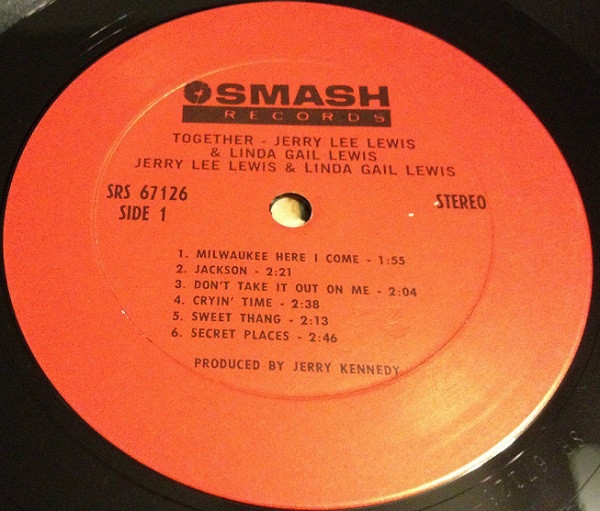 SMASH
RECORDS
TOGETHER - JERRY LEE LEWIS
& LINDA GAIL LEWIS
JERRY LEE LEWIS & LINDA GAIL LEWIS
SRS 67126
SIDE 1
STEREO
1. MILWAUKEE HERE I COME - 1:55
2. JACKSON - 2:21
3. DON'T TAKE IT OUT ON ME - 2:04
4. CRYIN' TIME - 2:38
5. SWEET THANG - 2:13
6. SECRET PLACES - 2:46
PRODUCED BY JERRY KENNEDY